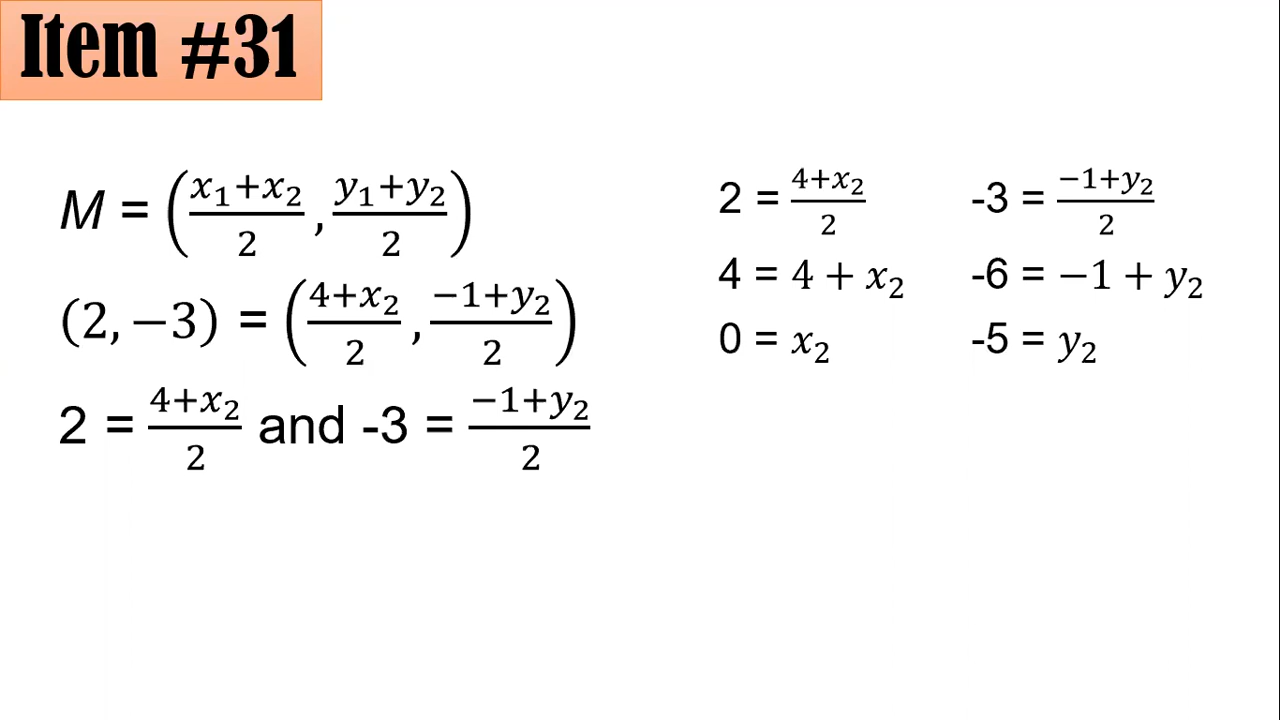 Item #31
M = ((x₁+x₂)/2, (y₁+y₂)/2)
(2, −3) = ((4+x₂)/2, (−1+y₂)/2)
2 = (4+x₂)/2 and -3 = (−1+y₂)/2
2 = (4+x₂)/2
4 = 4 + x₂
0 = x₂
-3 = (−1+y₂)/2
-6 = −1 + y₂
-5 = y₂